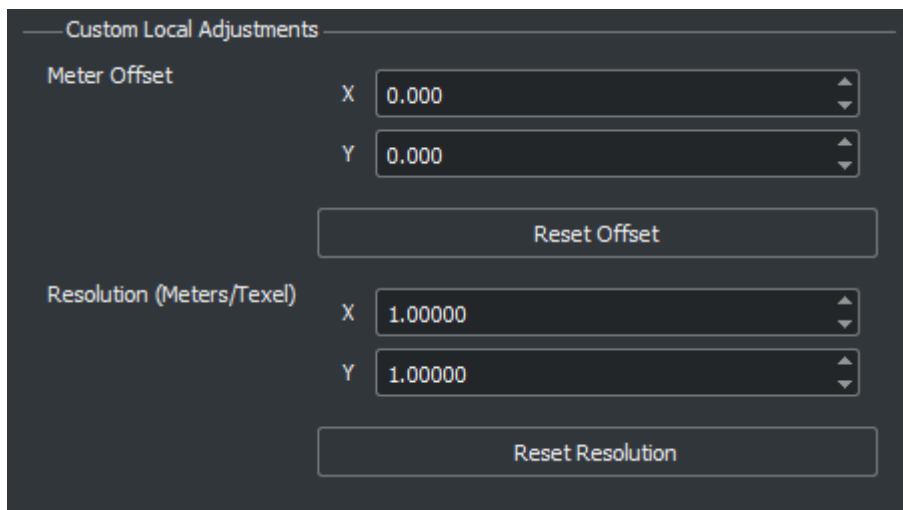 Custom Local Adjustments
Meter Offset
X 0.000
Y 0.000
Reset Offset
Resolution (Meters/Texel)
X 1.00000
Y 1.00000
Reset Resolution